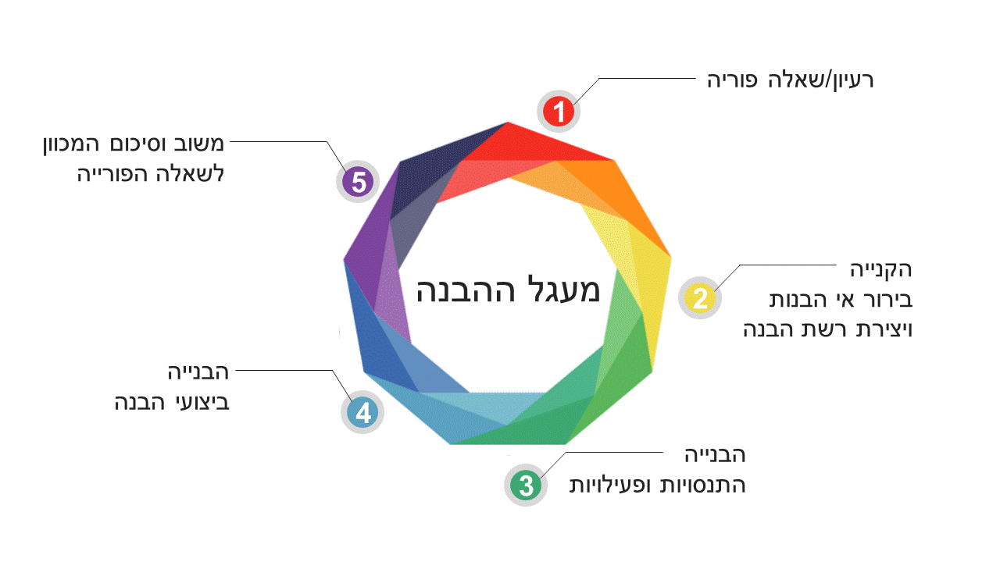 רעיון/שאלה פוריה
1
הקנייה
בירור אי הבנות
ויצירת רשת הבנה
2
הבנייה
התנסויות ופעילויות
3
הבנייה
ביצועי הבנה
4
משוב וסיכום המכוון
לשאלה הפורייה
5
מעגל ההבנה